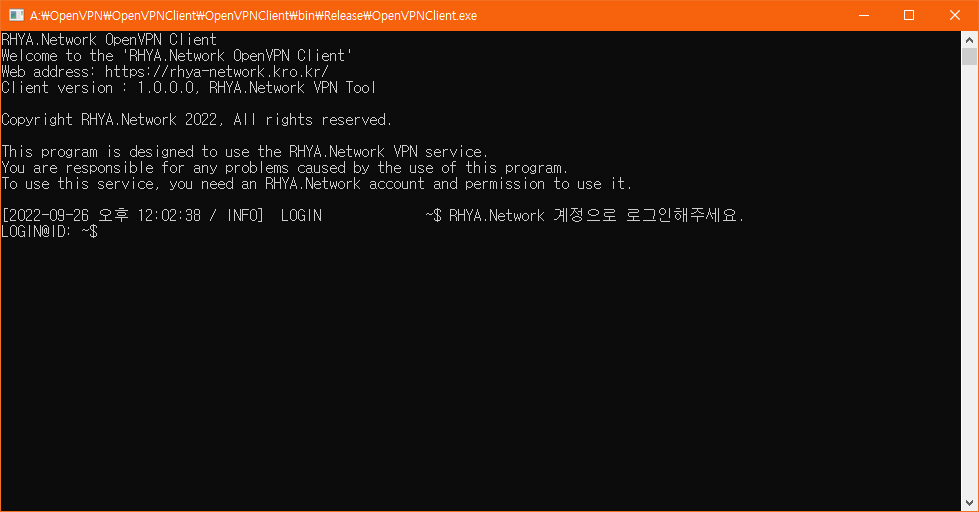 A:₩OpenVPN₩OpenVPNClient₩OpenVPNClient₩bin₩Release₩OpenVPNClient.exe
RHYA.Network OpenVPN Client
Welcome to the 'RHYA.Network OpenVPN Client'
Web address: https://rhya-network.kro.kr/
Client version : 1.0.0.0, RHYA.Network VPN Tool
Copyright RHYA.Network 2022, All rights reserved.
This program is designed to use the RHYA.Network VPN service.
You are responsible for any problems caused by the use of this program.
To use this service, you need an RHYA.Network account and permission to use it.
[2022-09-26 오후 12:02:38 / INFO]  LOGIN             ~$ RHYA.Network 계정으로 로그인해주세요.
LOGIN@ID: ~$